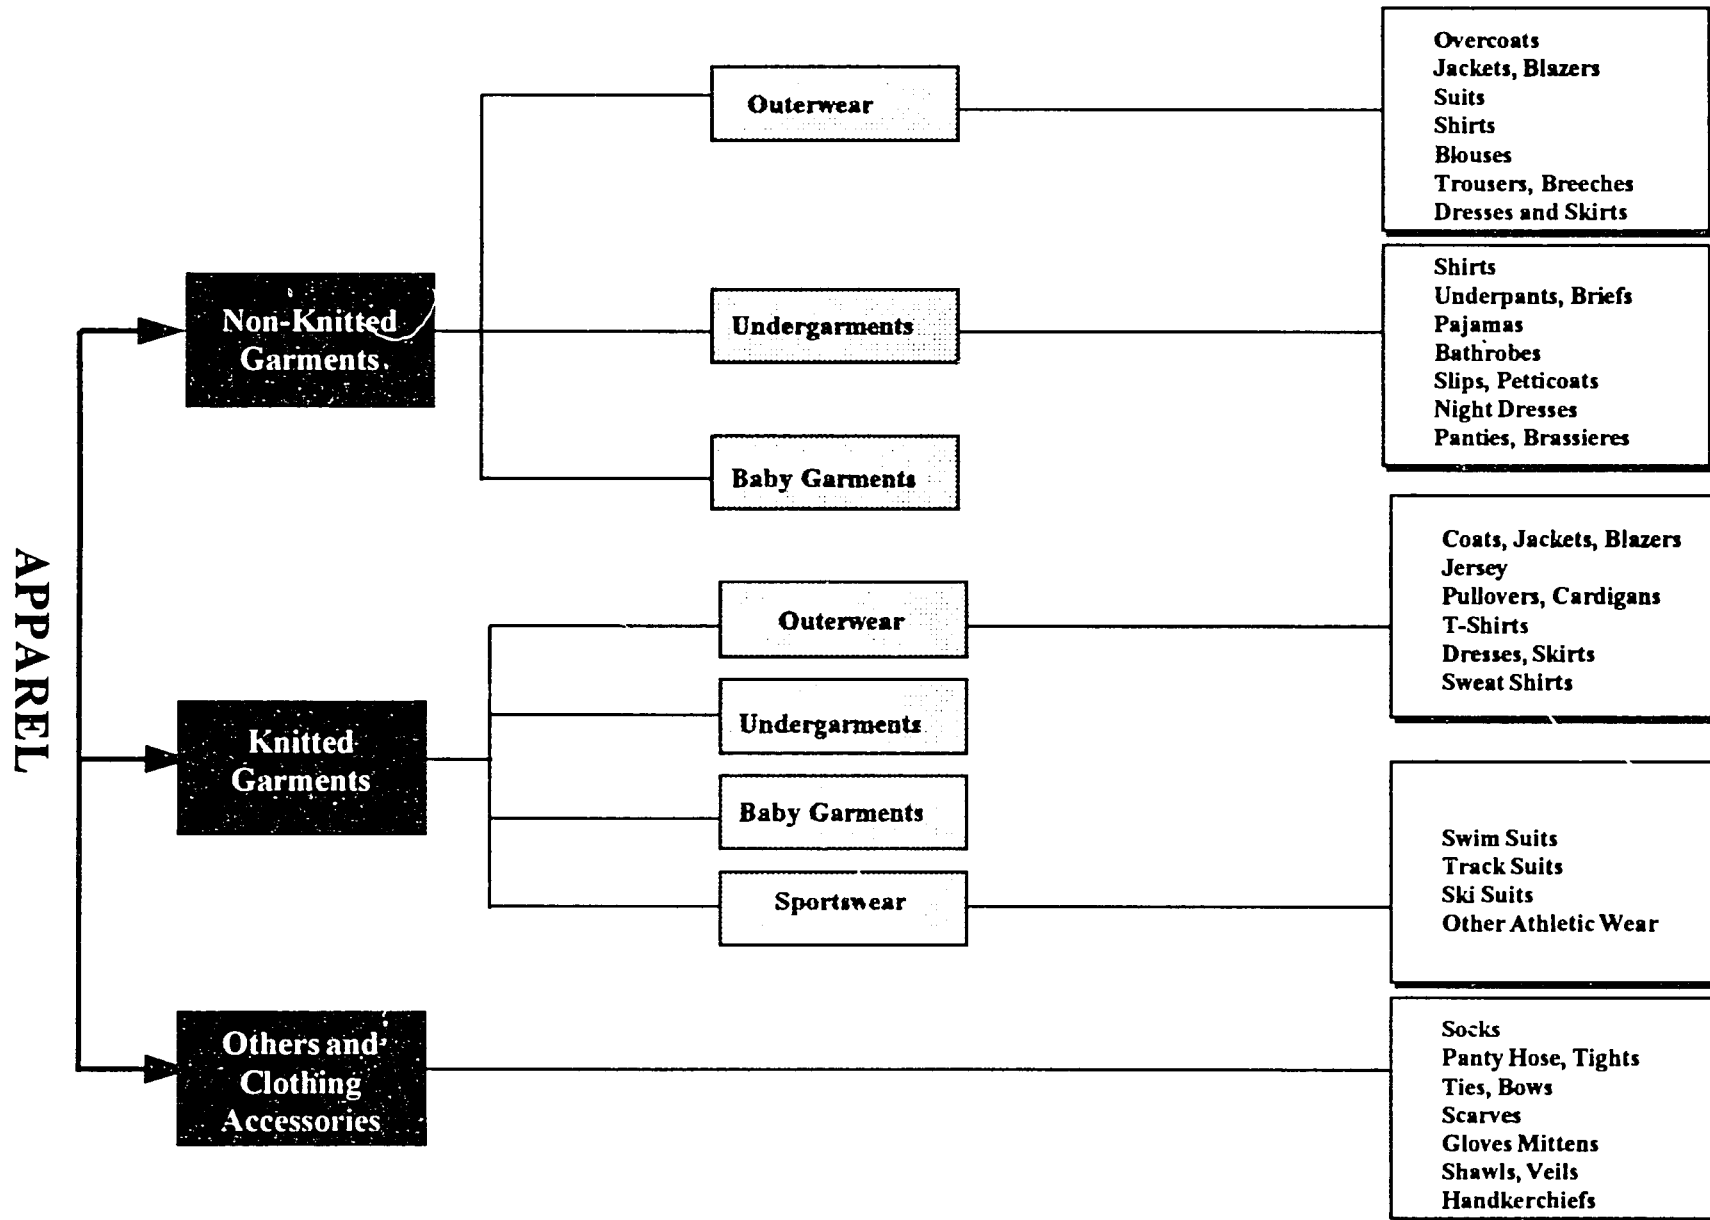 APPAREL
Non-Knitted
Garments
Outerwear
Overcoats
Jackets, Blazers
Suits
Shirts
Blouses
Trousers, Breeches
Dresses and Skirts
Undergarments
Shirts
Underpants, Briefs
Pajamas
Bathrobes
Slips, Petticoats
Night Dresses
Panties, Brassieres
Baby Garments
Knitted
Garments
Outerwear
Coats, Jackets, Blazers
Jersey
Pullovers, Cardigans
T-Shirts
Dresses, Skirts
Sweat Shirts
Undergarments
Baby Garments
Sportswear
Swim Suits
Track Suits
Ski Suits
Other Athletic Wear
Others and
Clothing
Accessories
Socks
Panty Hose, Tights
Ties, Bows
Scarves
Gloves Mittens
Shawls, Veils
Handkerchiefs